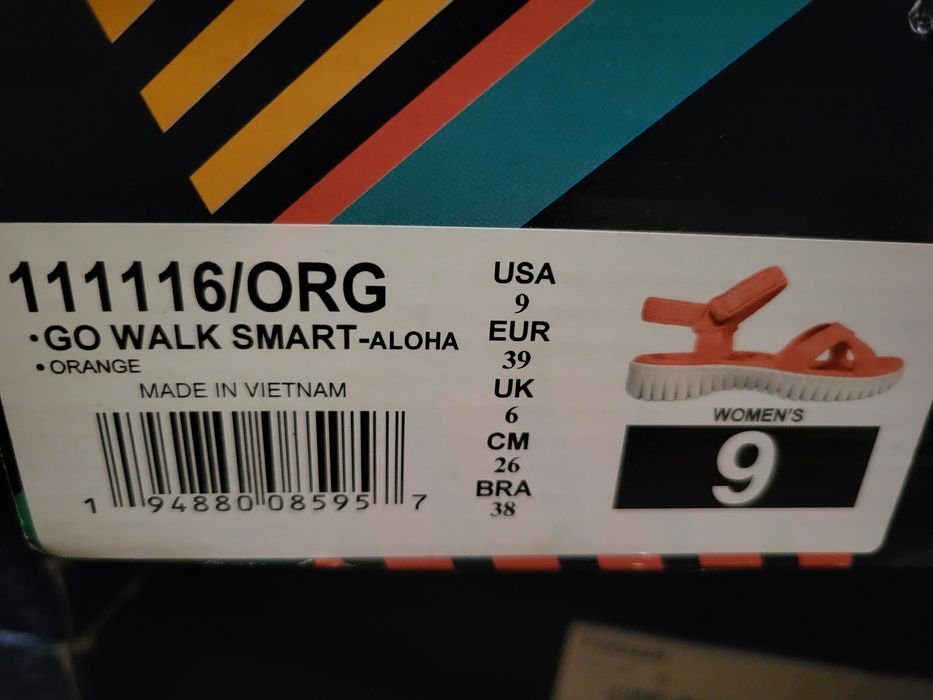 111116/ORG
•GO WALK SMART-ALOHA
• ORANGE
MADE IN VIETNAM
1 94880 08595 7
USA
9
EUR
39
UK
6
CM
26
BRA
38
WOMEN'S
9